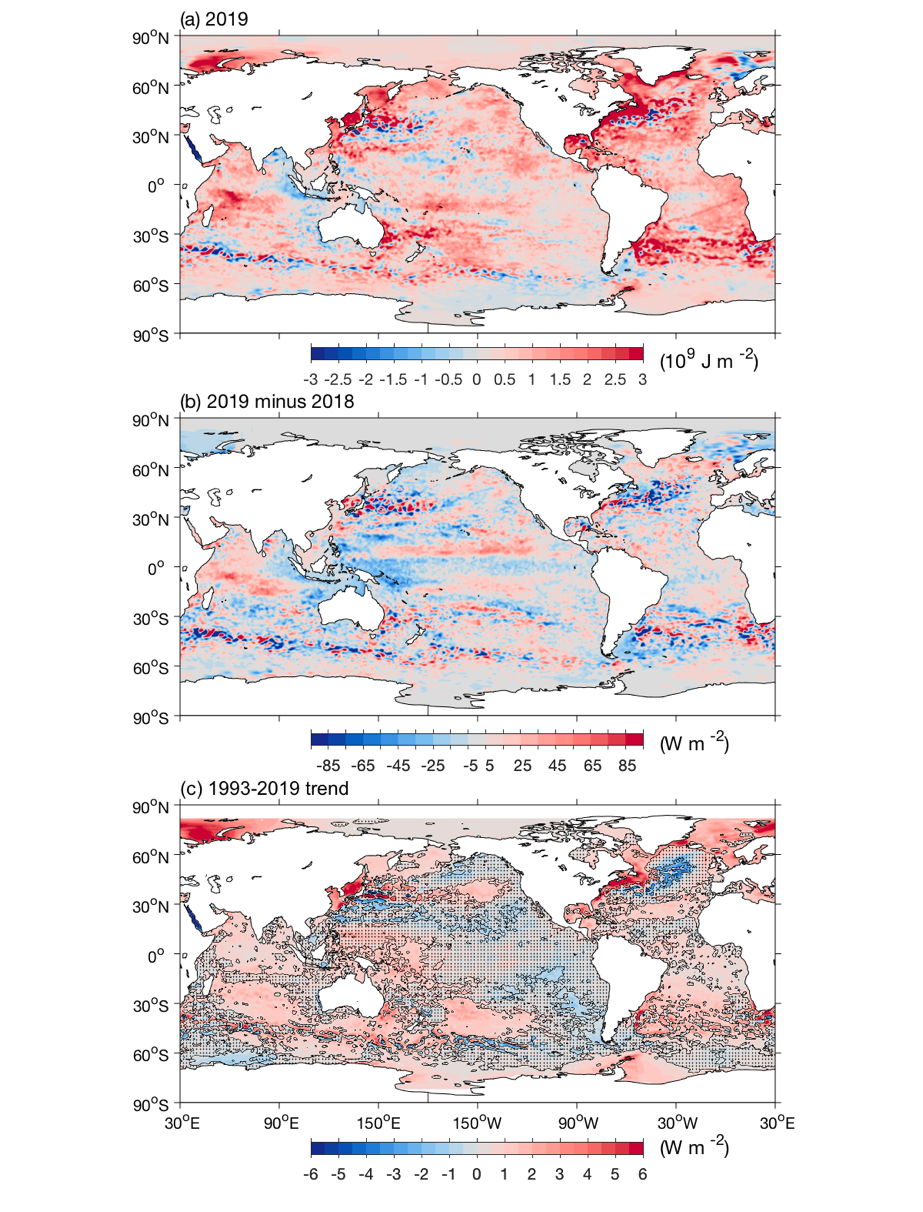 (a) 2019
90°N
60°N
30°N
0°
30°S
60°S
90°S
-3 -2.5 -2 -1.5 -1 -0.5 0 0.5 1 1.5 2 2.5 3
(10⁹ J m ⁻²)
(b) 2019 minus 2018
90°N
60°N
30°N
0°
30°S
60°S
90°S
-85 -65 -45 -25 -5 5 25 45 65 85
(W m ⁻²)
(c) 1993-2019 trend
90°N
60°N
30°N
0°
30°S
60°S
90°S
30°E 90°E 150°E 150°W 90°W 30°W 30°E
-6 -5 -4 -3 -2 -1 0 1 2 3 4 5 6
(W m ⁻²)